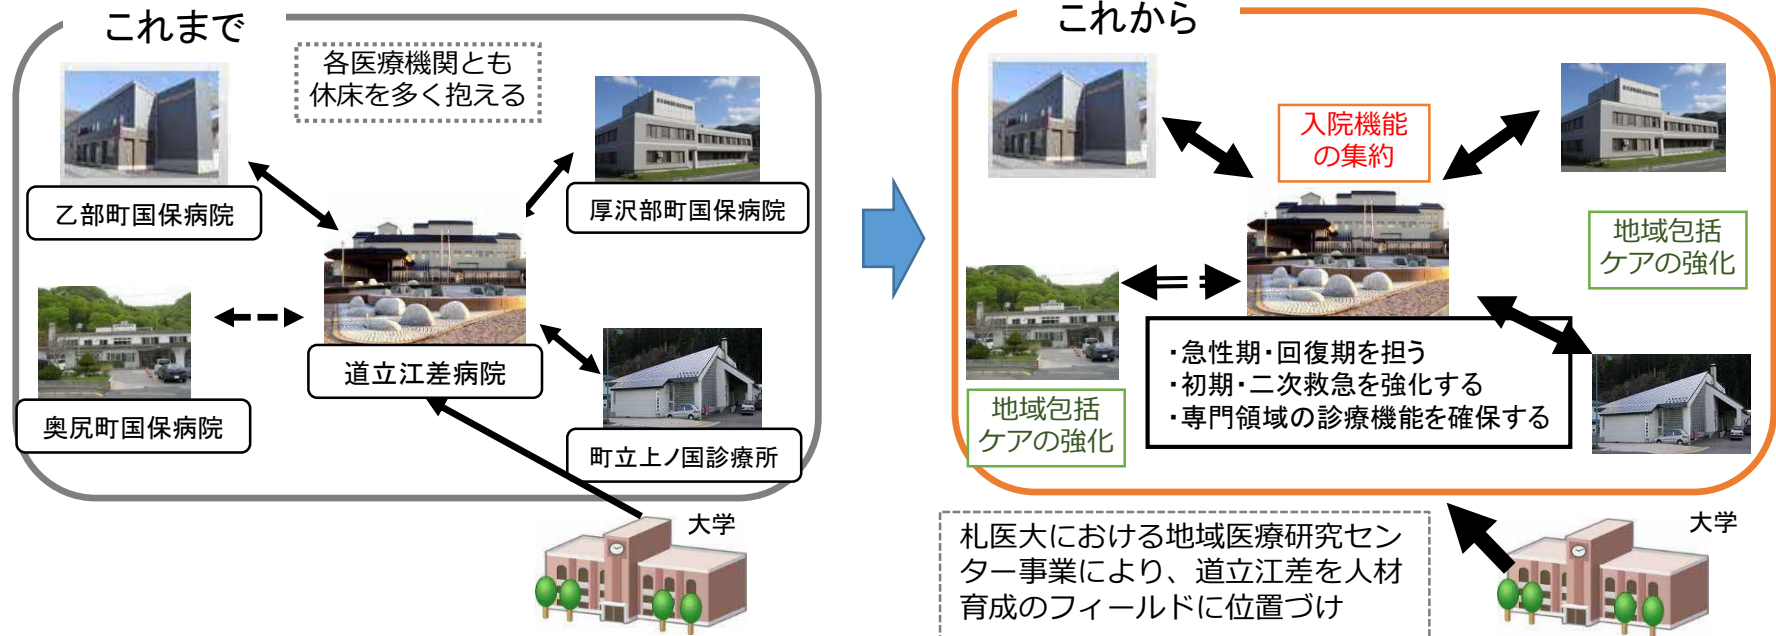 これまで
各医療機関とも
休床を多く抱える
乙部町国保病院
厚沢部町国保病院
道立江差病院
奥尻町国保病院
町立上ノ国診療所
大学
これから
入院機能
の集約
地域包括
ケアの強化
・急性期・回復期を担う
・初期・二次救急を強化する
・専門領域の診療機能を確保する
地域包括
ケアの強化
札医大における地域医療研究セン
ター事業により、道立江差を人材
育成のフィールドに位置づけ
大学